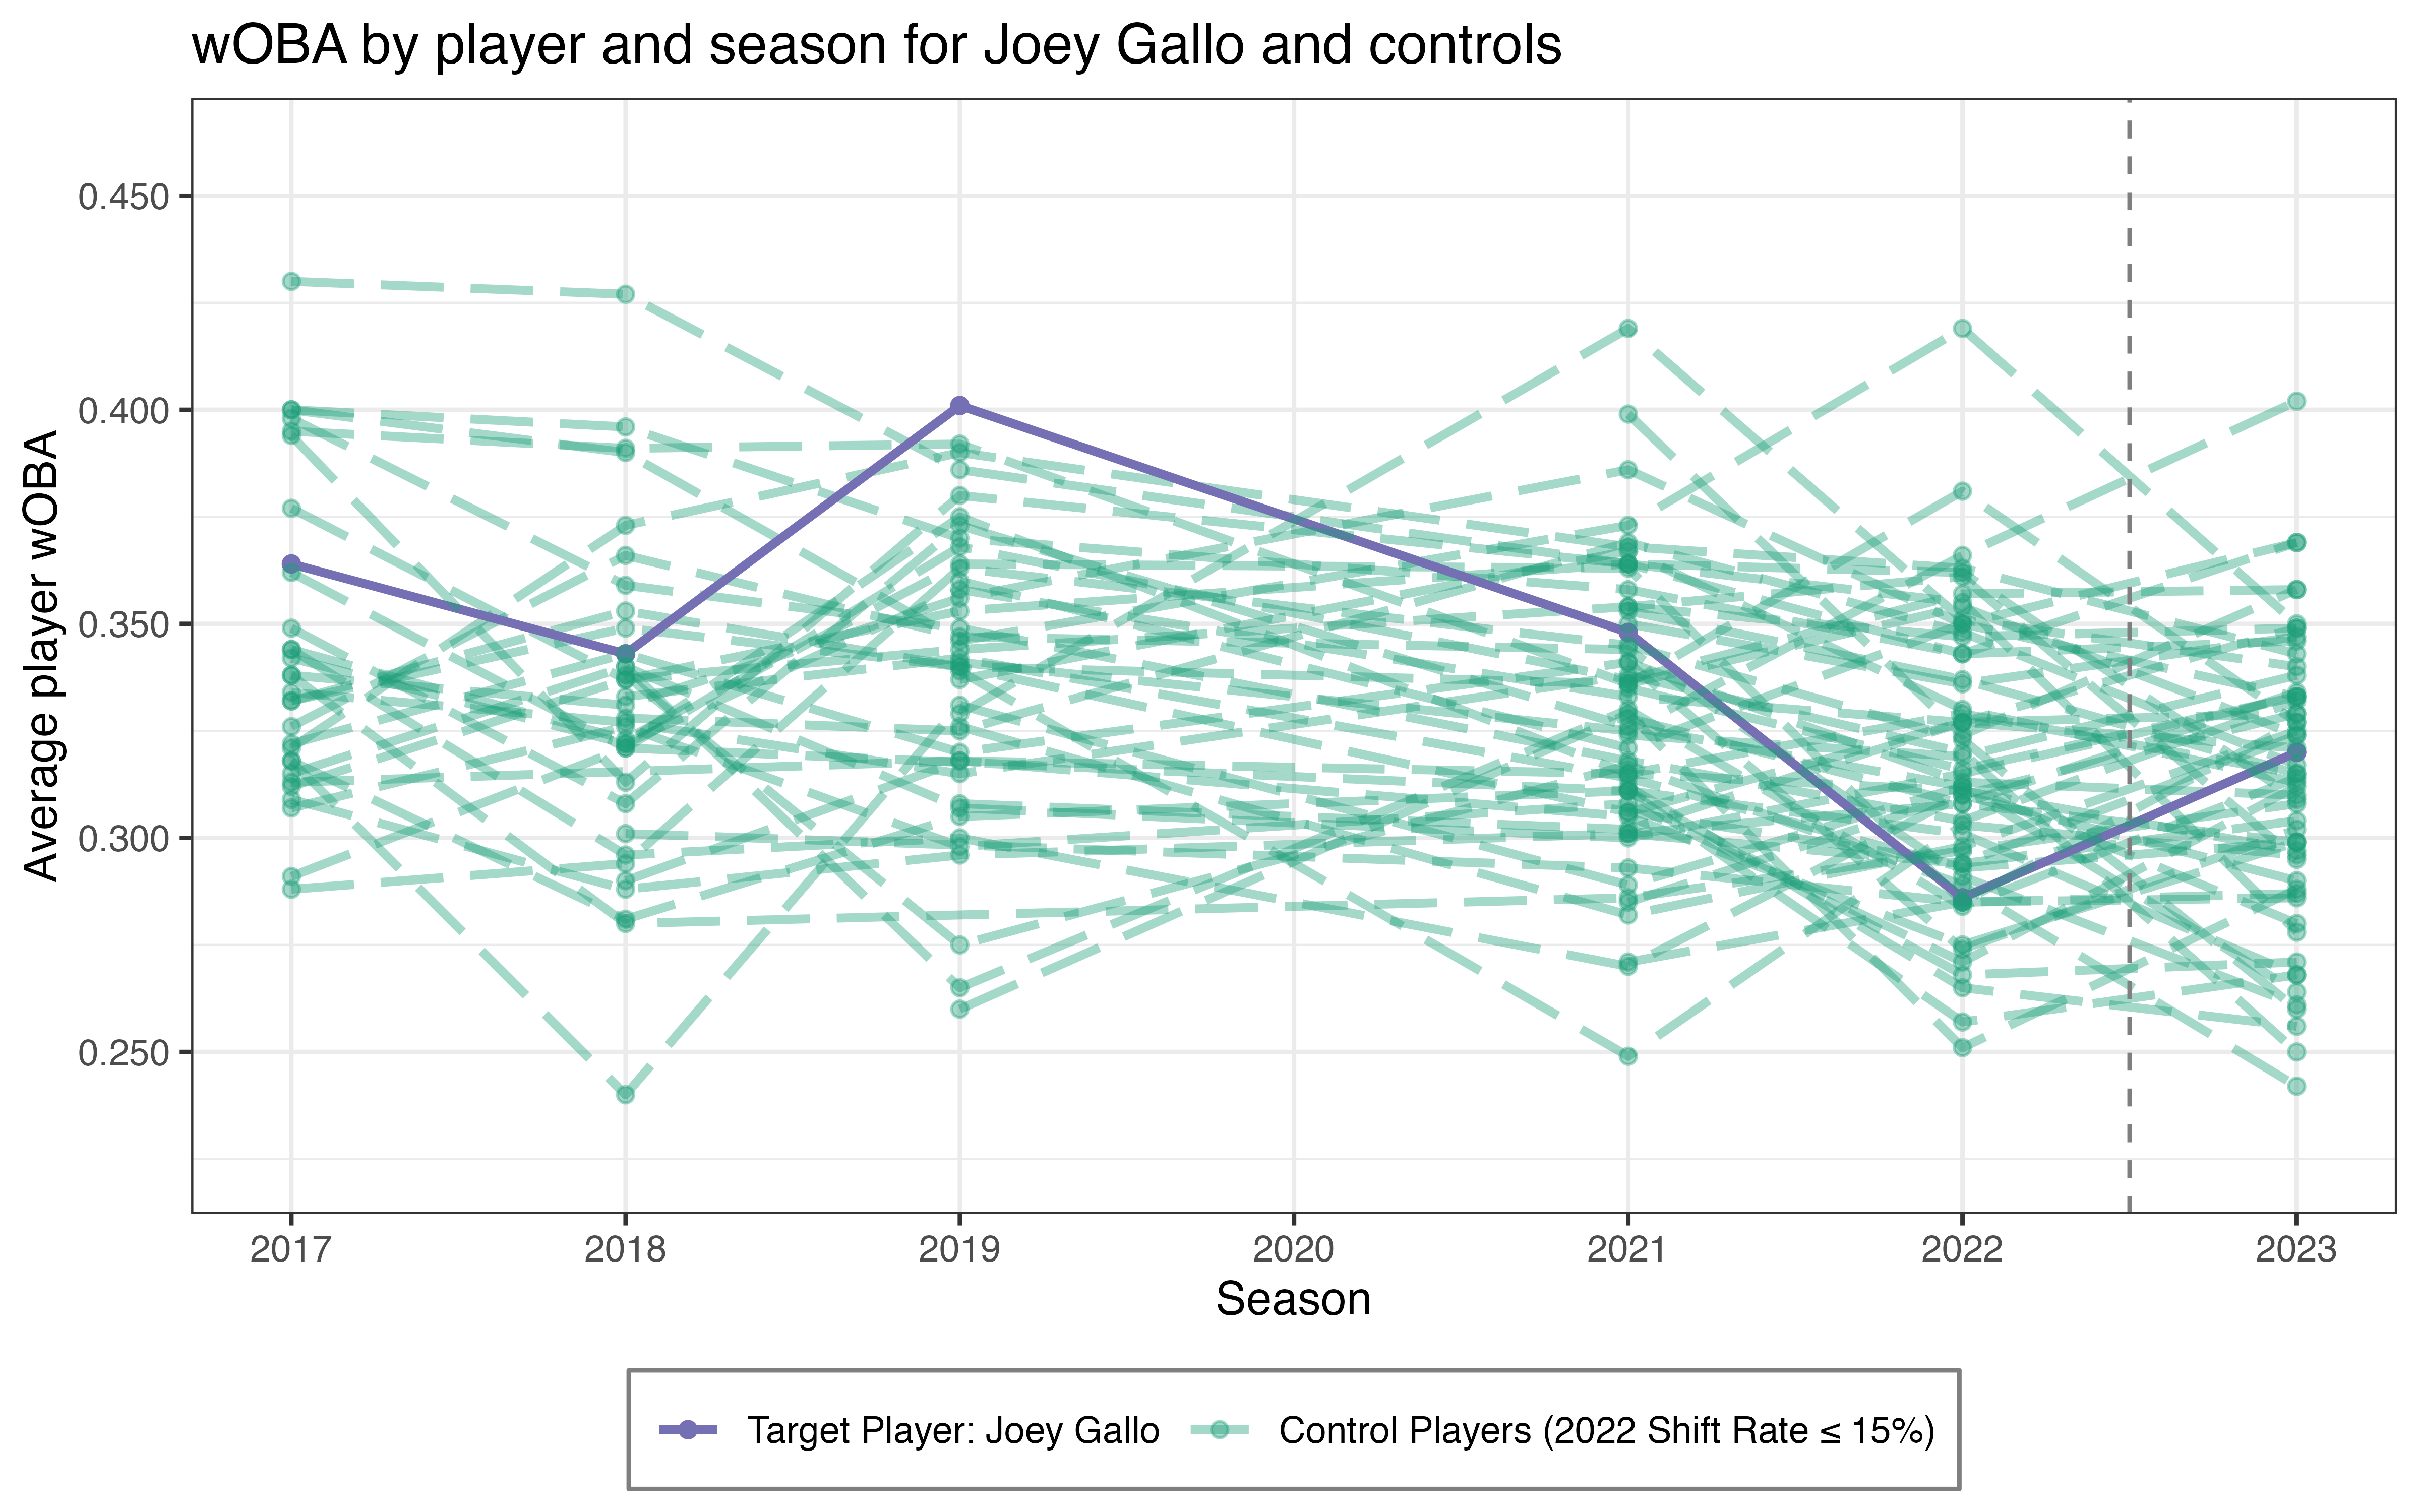 wOBA by player and season for Joey Gallo and controls
Average player wOBA
0.450
0.400
0.350
0.300
0.250
2017 2018 2019 2020 2021 2022 2023
Season
Target Player: Joey Gallo Control Players (2022 Shift Rate ≤ 15%)